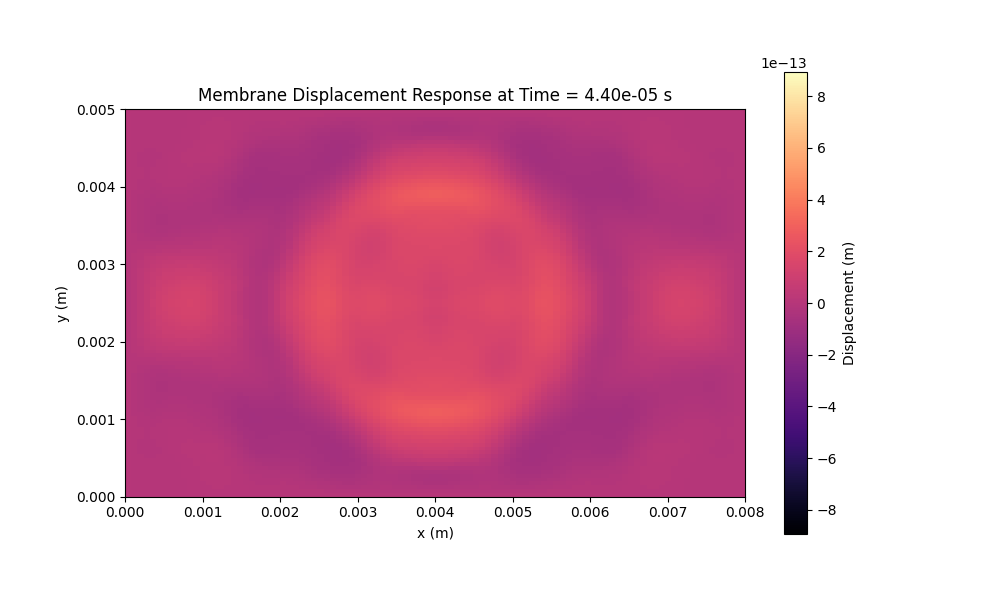 1e−13
Membrane Displacement Response at Time = 4.40e-05 s
0.005
0.004
0.003
0.002
0.001
0.000
y (m)
0.000 0.001 0.002 0.003 0.004 0.005 0.006 0.007 0.008
x (m)
8
6
4
2
0
−2
−4
−6
−8
Displacement (m)